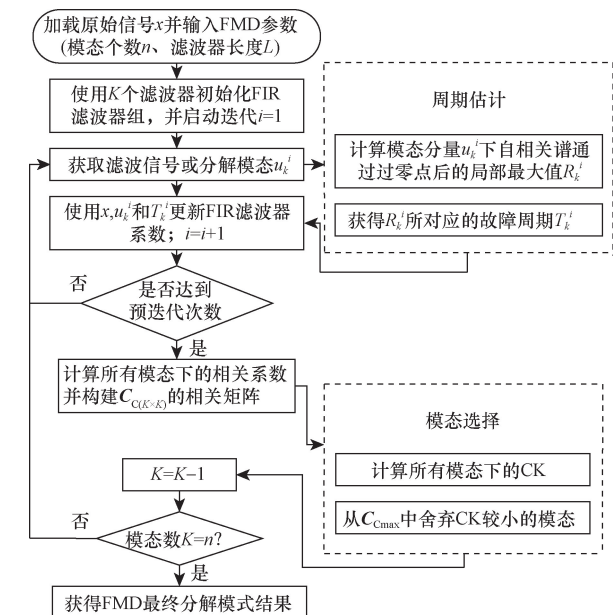 加载原始信号x并输入FMD参数
(模态个数n、滤波器长度L)
使用K个滤波器初始化FIR
滤波器组，并启动迭代i=1
获取滤波信号或分解模态u_k^i
使用x,u_k^i和T_k^i更新FIR滤波器
系数；i=i+1
周期估计
计算模态分量u_k^i下自相关谱通
过过零点后的局部最大值R_k^i
获得R_k^i所对应的故障周期T_k^i
否
是否达到
预迭代次数
是
计算所有模态下的相关系数
并构建C_C(K×K)的相关矩阵
模态选择
计算所有模态下的CK
从C_Cmax中舍弃CK较小的模态
K=K−1
否
模态数K=n?
是
获得FMD最终分解模式结果